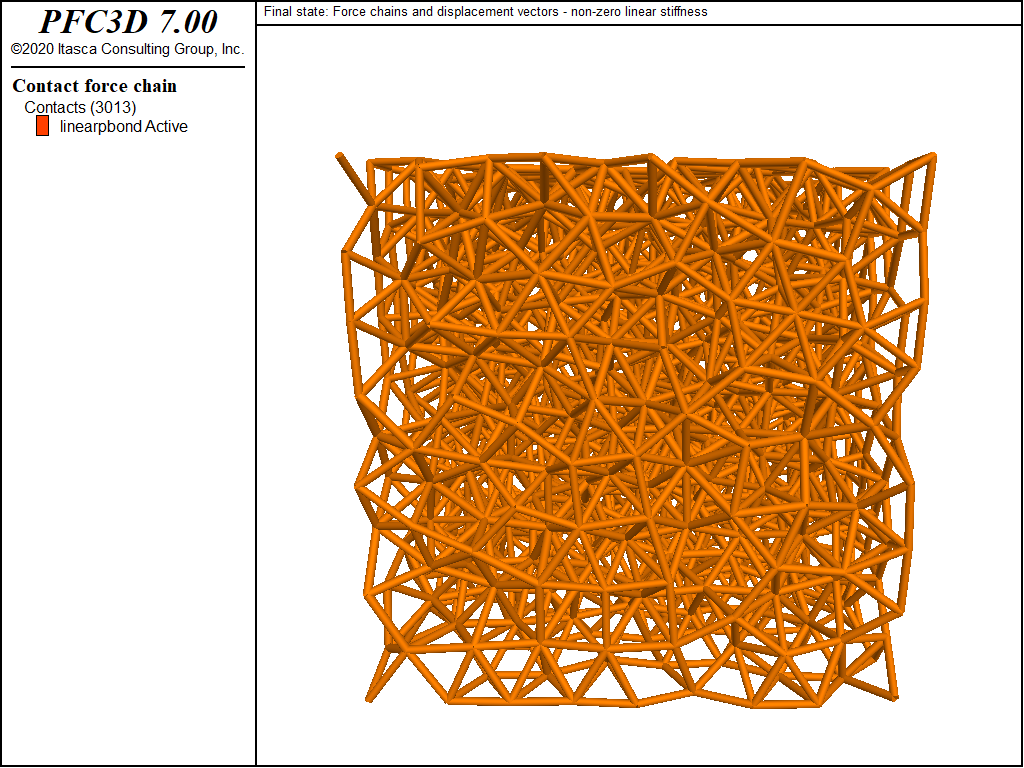 PFC3D 7.00
©2020 Itasca Consulting Group, Inc.
Contact force chain
Contacts (3013)
linearpbond Active
Final state: Force chains and displacement vectors - non-zero linear stiffness